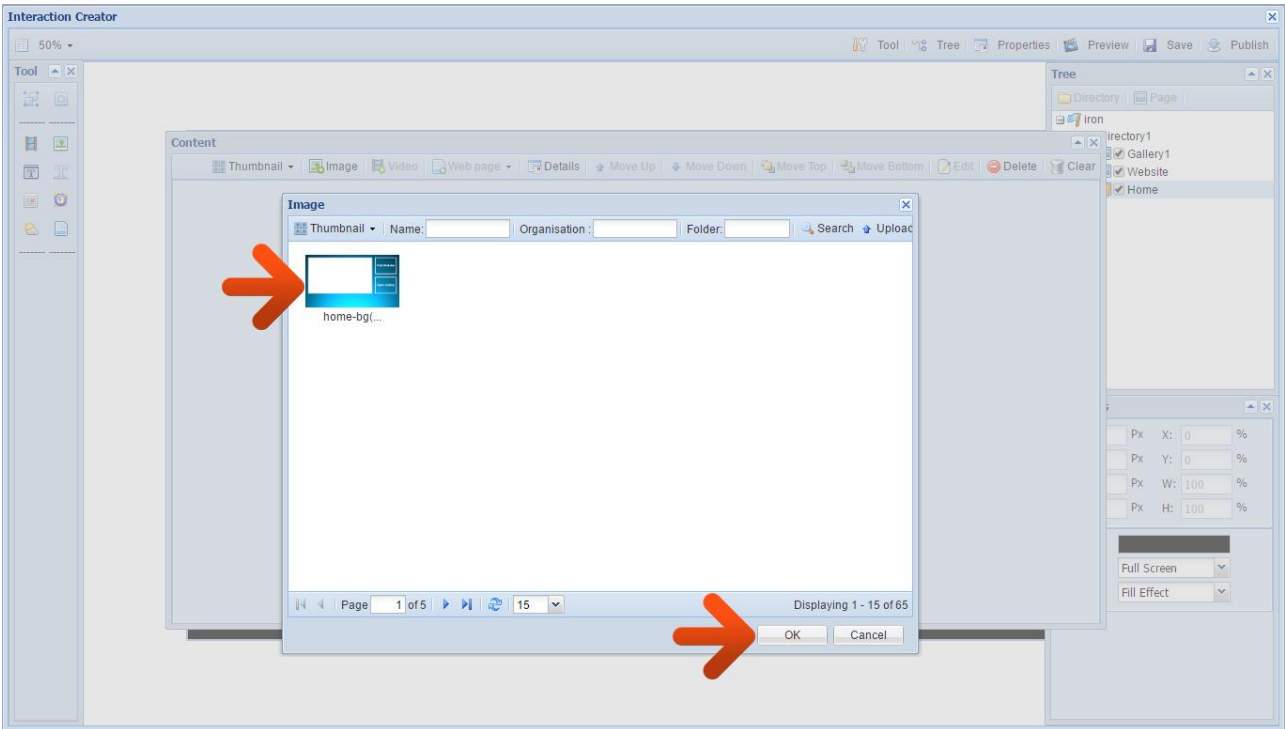 Interaction Creator
50%
Tool Tree Properties Preview Save Publish
Tool
Tree
Directory Page
iron
irectory1
Gallery1
Website
Home
Content
Thumbnail Image Video Web page Details Move Up Move Down Move Top Move Bottom Edit Delete Clear
Image
Thumbnail Name: Organisation : Folder: Search Upload
home-bg(...
Page 1 of 5 15 Displaying 1 - 15 of 65
OK Cancel
Px X: 0 %
Px Y: 0 %
Px W: 100 %
Px H: 100 %
Full Screen
Fill Effect